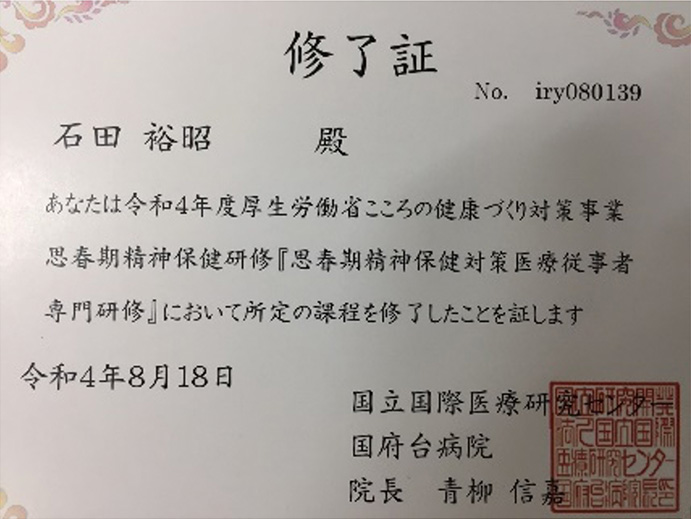 修了証
No. iry080139
石田 裕昭 殿
あなたは令和4年度厚生労働省こころの健康づくり対策事業
思春期精神保健研修『思春期精神保健対策医療従事者
専門研修』において所定の課程を修了したことを証します
令和4年8月18日
国立国際医療研究センター
国府台病院
院長 青柳 信嘉